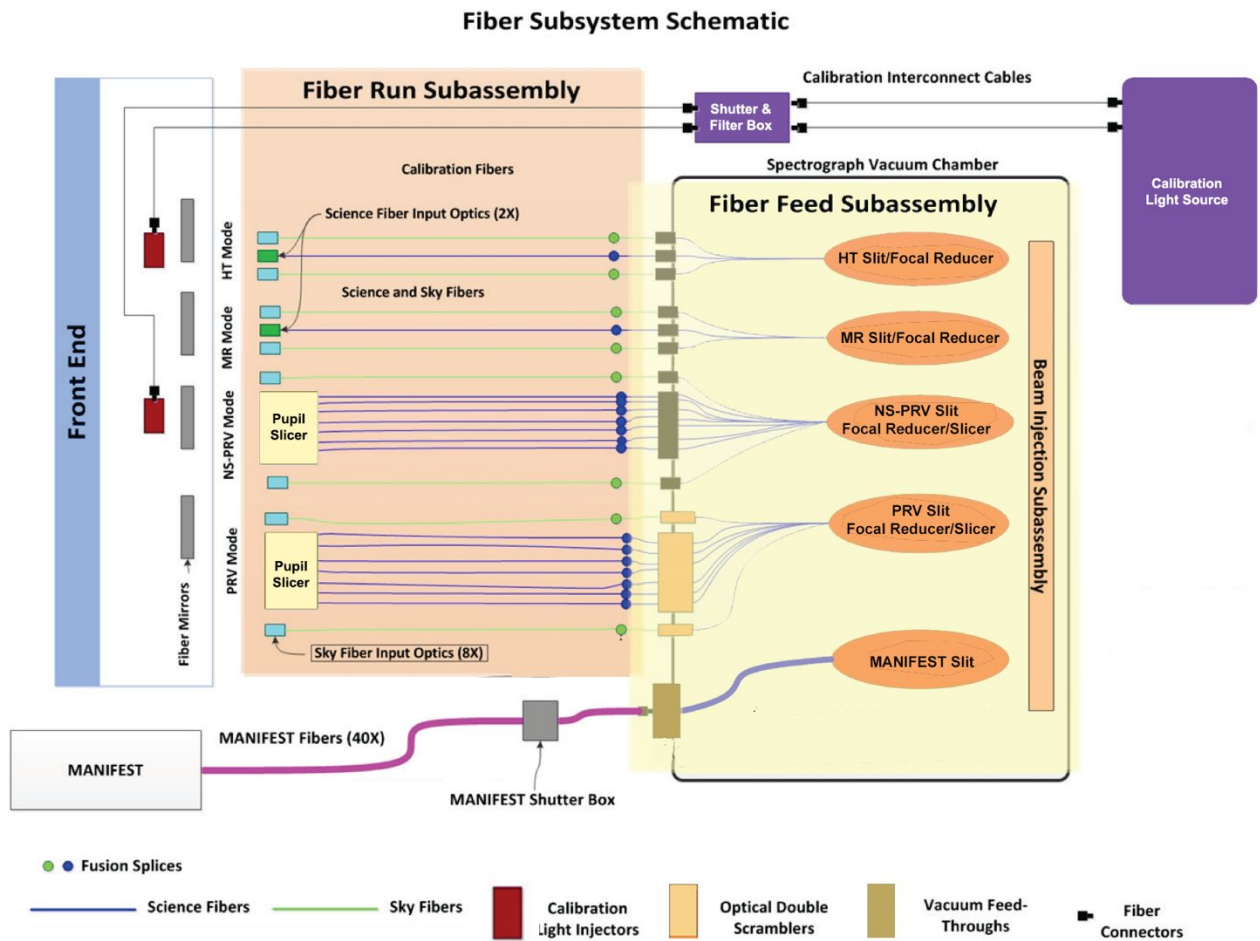 Fiber Subsystem Schematic
Fiber Run Subassembly
Calibration Interconnect Cables
Shutter &
Filter Box
Calibration
Light Source
Calibration Fibers
Spectrograph Vacuum Chamber
Fiber Feed Subassembly
Science Fiber Input Optics (2X)
HT Mode
HT Slit/Focal Reducer
Science and Sky Fibers
MR Mode
MR Slit/Focal Reducer
Front End
NS-PRV Mode
Pupil
Slicer
NS-PRV Slit
Focal Reducer/Slicer
Beam Injection Subassembly
PRV Mode
Pupil
Slicer
PRV Slit
Focal Reducer/Slicer
Fiber Mirrors
Sky Fiber Input Optics (8X)
MANIFEST Slit
MANIFEST Fibers (40X)
MANIFEST
MANIFEST Shutter Box
Fusion Splices
Science Fibers
Sky Fibers
Calibration
Light Injectors
Optical Double
Scramblers
Vacuum Feed-
Throughs
Fiber
Connectors